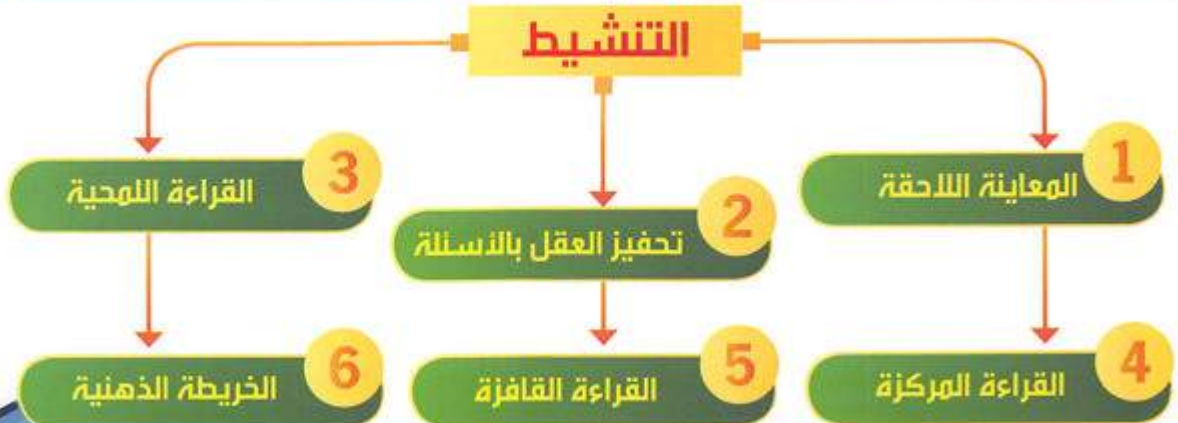 التنشيط
1
المعاينة اللاحقة
2
تحفيز العقل بالأسئلة
3
القراءة اللمحية
4
القراءة المركزة
5
القراءة القافزة
6
الخريطة الذهنية